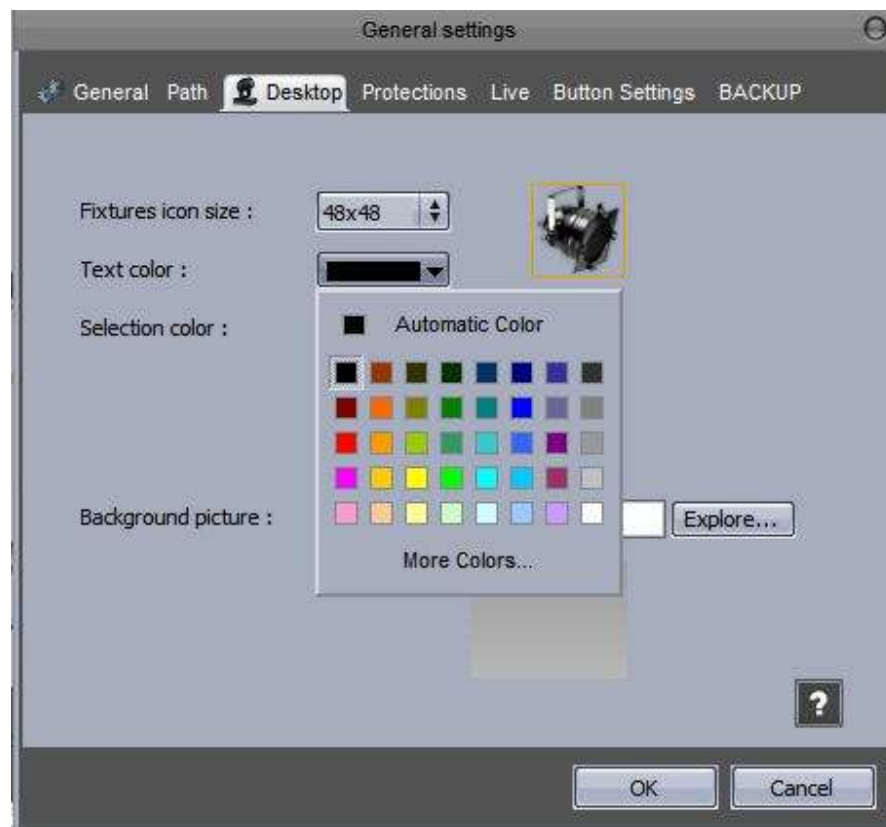 General settings
General Path Desktop Protections Live Button Settings BACKUP
Fixtures icon size : 48x48
Text color :
Selection color :
Automatic Color
Background picture : Explore...
More Colors...
?
OK Cancel